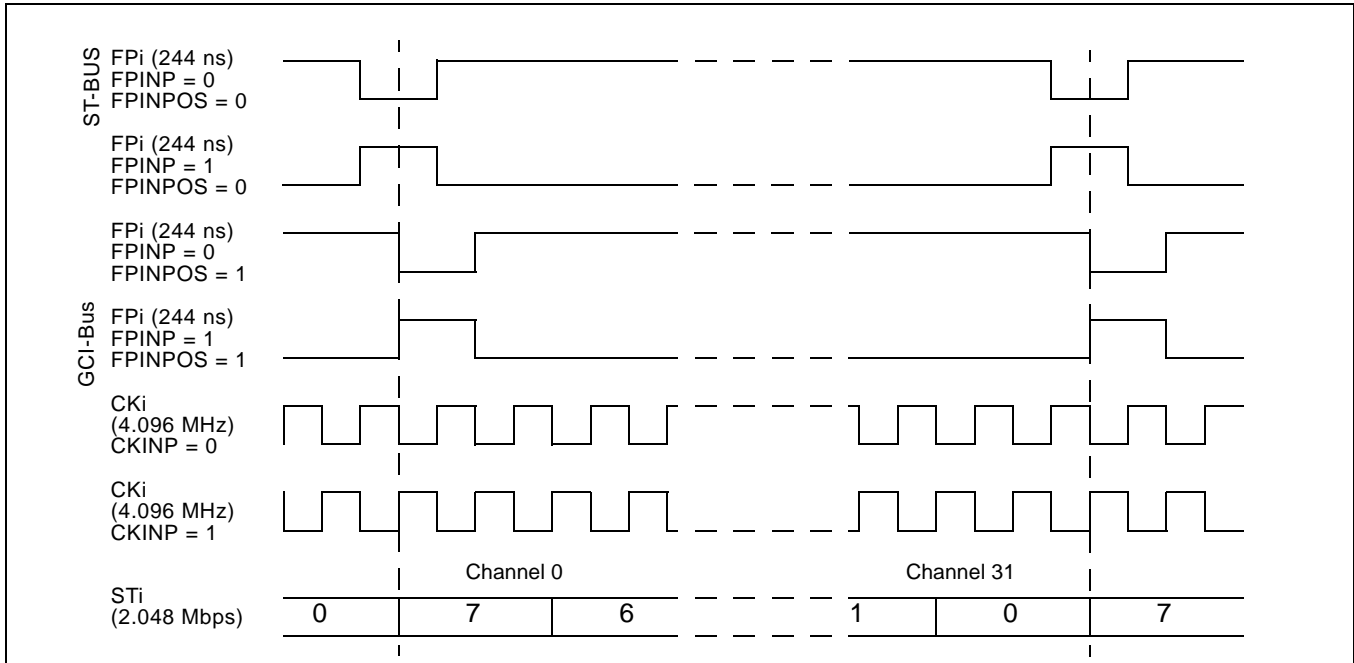 ST-BUS
FPi (244 ns)
FPINP = 0
FPINPOS = 0
FPi (244 ns)
FPINP = 1
FPINPOS = 0
FPi (244 ns)
FPINP = 0
FPINPOS = 1
GCI-Bus
FPi (244 ns)
FPINP = 1
FPINPOS = 1
CKi
(4.096 MHz)
CKINP = 0
CKi
(4.096 MHz)
CKINP = 1
Channel 0
Channel 31
STi
(2.048 Mbps)
0 7 6 1 0 7